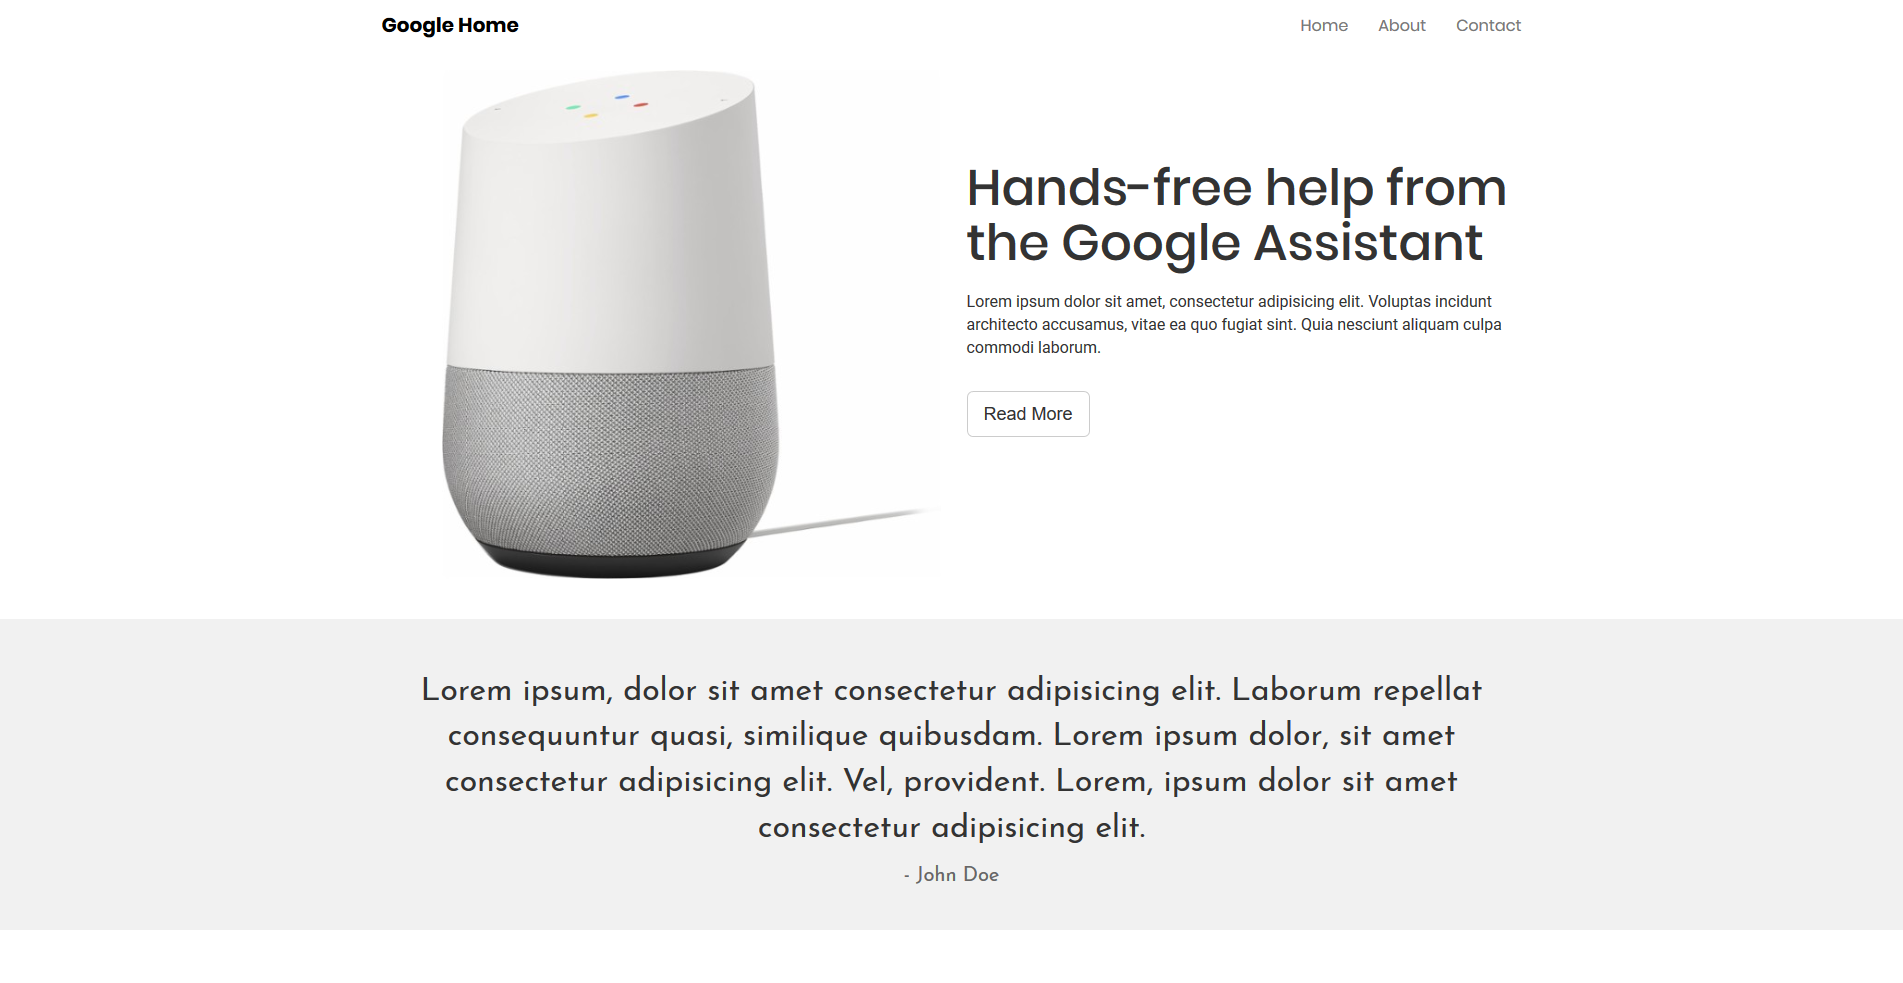 Google Home
Home About Contact
Hands-free help from
the Google Assistant
Lorem ipsum dolor sit amet, consectetur adipisicing elit. Voluptas incidunt
architecto accusamus, vitae ea quo fugiat sint. Quia nesciunt aliquam culpa
commodi laborum.
Read More
Lorem ipsum, dolor sit amet consectetur adipisicing elit. Laborum repellat
consequuntur quasi, similique quibusdam. Lorem ipsum dolor, sit amet
consectetur adipisicing elit. Vel, provident. Lorem, ipsum dolor sit amet
consectetur adipisicing elit.
- John Doe